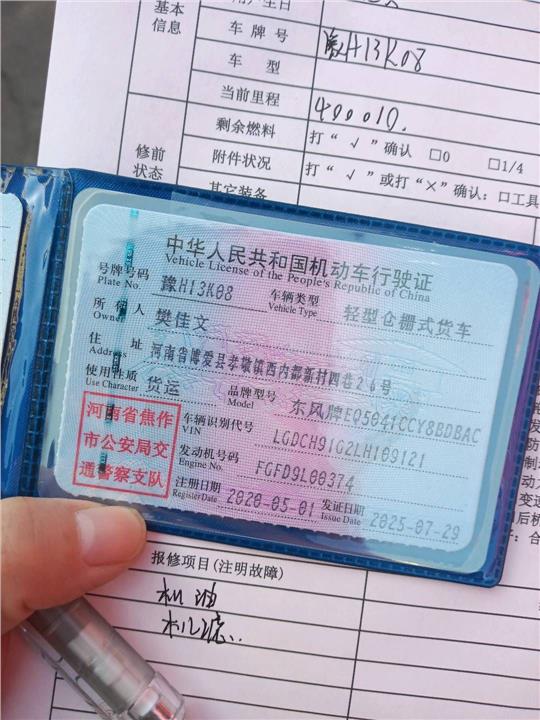 基本
信息
车牌号
豫H13K08
车型
当前里程
400010.
剩余燃料
打“√”确认 □0 □1/4
修前
状态
附件状况
打“√”或打“×”确认：□工具
其它装备
中华人民共和国机动车行驶证
Vehicle License of the People's Republic of China
号牌号码
Plate No.
豫H13K08
车辆类型
Vehicle Type
轻型仓栅式货车
所有人
Owner
樊佳文
住址
Address
河南省博爱县孝敬镇西内都新村四巷26号
使用性质
Use Character
货运
品牌型号
Model
东风牌EQ5041CCY8BDBAC
河南省焦作
市公安局交
通警察支队
车辆识别代号
VIN
LGDCH91G2LH109121
发动机号码
Engine No.
FGFD9L00374
注册日期
Register Date
2020-05-01
发证日期
Issue Date
2025-07-29
报修项目(注明故障)
机油
机滤..